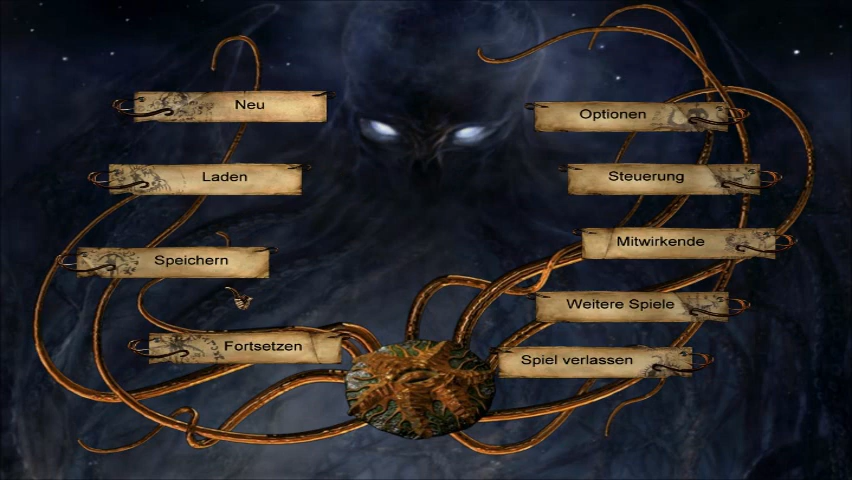 Neu
Laden
Speichern
Fortsetzen
Optionen
Steuerung
Mitwirkende
Weitere Spiele
Spiel verlassen